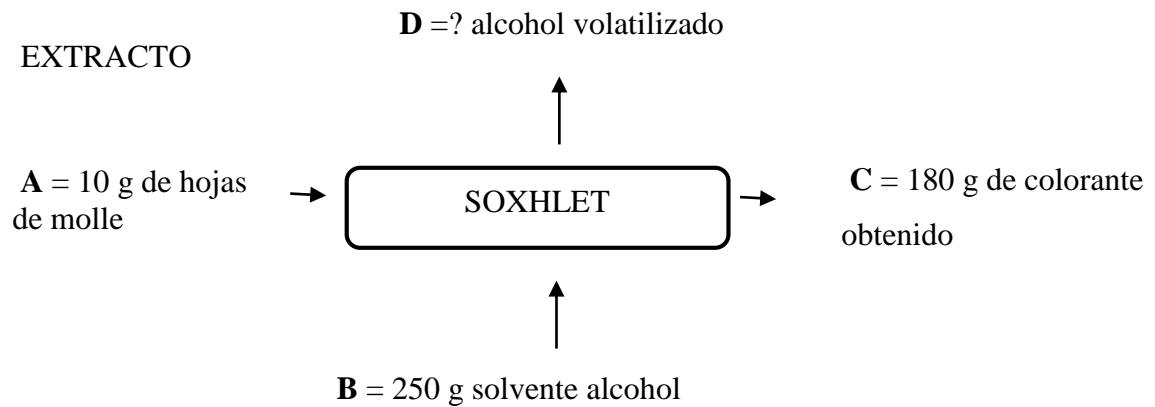 D =? alcohol volatilizado
EXTRACTO
A = 10 g de hojas
de molle
SOXHLET
C = 180 g de colorante
obtenido
B = 250 g solvente alcohol